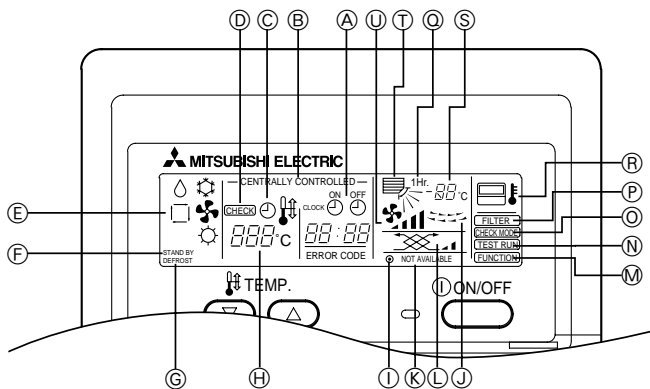 D C B A U T Q S
MITSUBISHI ELECTRIC
CENTRALLY CONTROLLED
1Hr.
ON OFF
CLOCK
CHECK
88 °C
888 °C
88:88
ERROR CODE
STAND BY
DEFROST
NOT AVAILABLE
FILTER
CHECK MODE
TEST RUN
FUNCTION
E
F
R
P
O
N
M
TEMP.
ON/OFF
G H I K L J